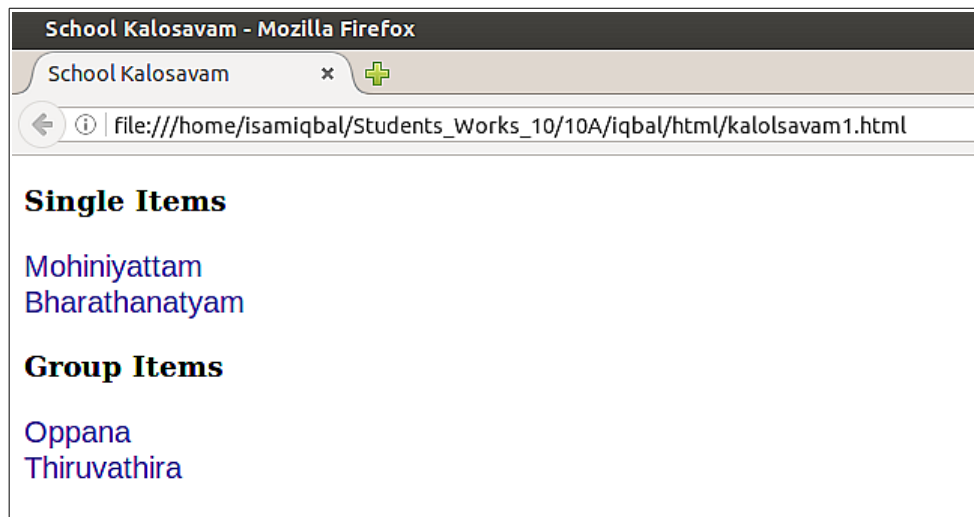 School Kalosavam - Mozilla Firefox
School Kalosavam
file:///home/isamiqbal/Students_Works_10/10A/iqbal/html/kalolsavam1.html
Single Items
Mohiniyattam
Bharathanatyam
Group Items
Oppana
Thiruvathira